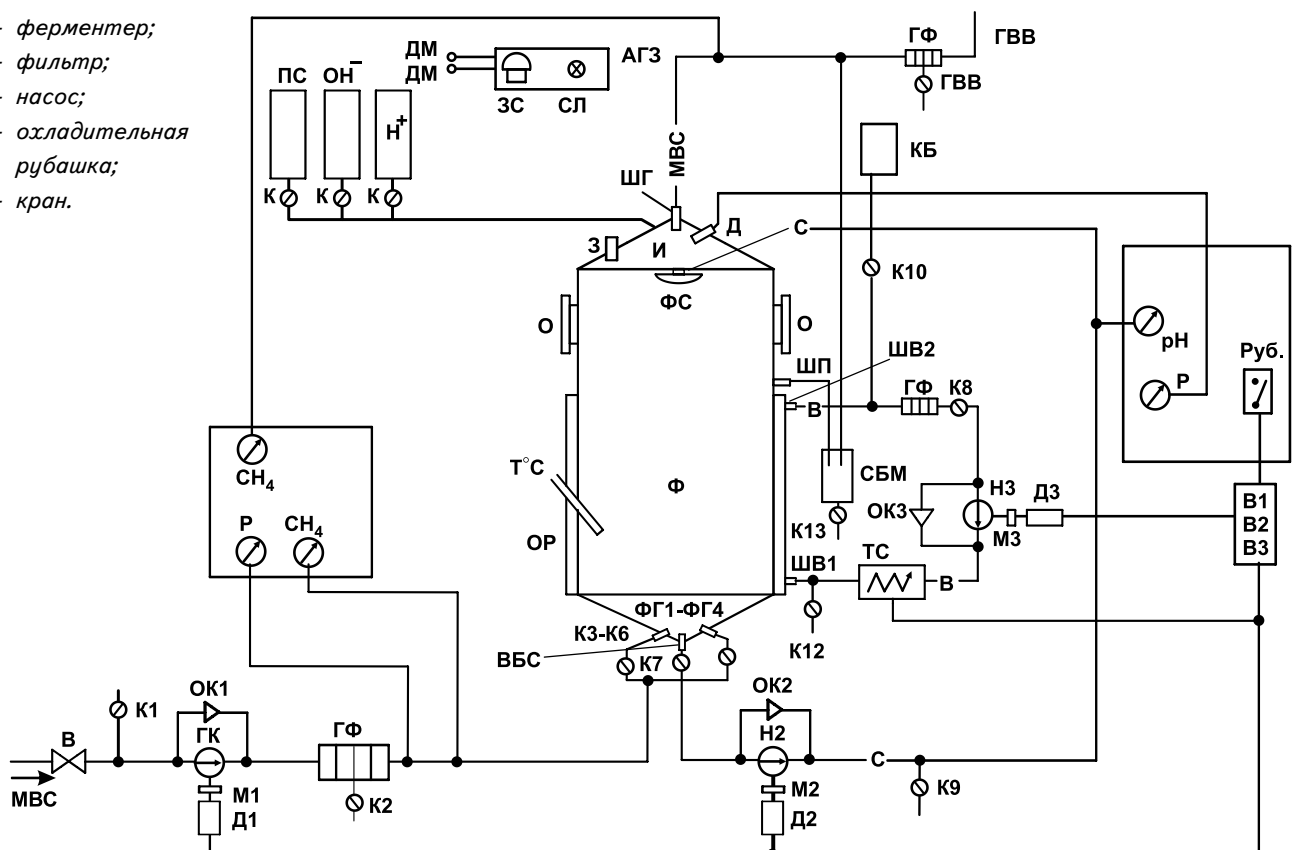 - ферментер;
- фильтр;
- насос;
- охладительная
рубашка;
- кран.
ПС OH⁻
H⁺
К К К
ДМ
ДМ
АГЗ
ЗС СЛ
ГФ ГВВ
ГВВ
МВС
КБ
ШГ
Д
З И
С
К10
ФС
О О
рН
Р
Руб.
ШП
ШВ2
В
ГФ К8
CH₄
Р CH₄
Т°С
Ф
ОР
СБМ
К13
ОК3
Н3 Д3
М3
В1
В2
В3
ШВ1
ТС
В
К12
ФГ1-ФГ4
К3-К6
ВБС
К7
К1
ОК1
В
ГК
ГФ
МВС
М1
Д1
К2
ОК2
Н2
С
М2
Д2
К9